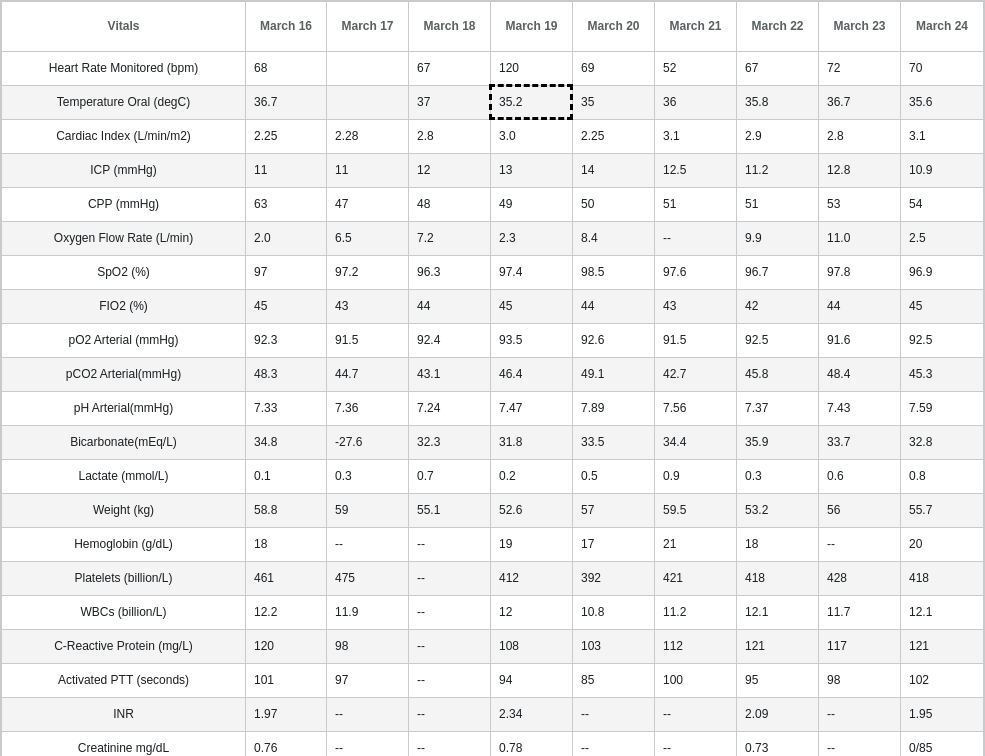 Vitals March 16 March 17 March 18 March 19 March 20 March 21 March 22 March 23 March 24
Heart Rate Monitored (bpm) 68 67 120 69 52 67 72 70
Temperature Oral (degC) 36.7 37 35.2 35 36 35.8 36.7 35.6
Cardiac Index (L/min/m2) 2.25 2.28 2.8 3.0 2.25 3.1 2.9 2.8 3.1
ICP (mmHg) 11 11 12 13 14 12.5 11.2 12.8 10.9
CPP (mmHg) 63 47 48 49 50 51 51 53 54
Oxygen Flow Rate (L/min) 2.0 6.5 7.2 2.3 8.4 -- 9.9 11.0 2.5
SpO2 (%) 97 97.2 96.3 97.4 98.5 97.6 96.7 97.8 96.9
FIO2 (%) 45 43 44 45 44 43 42 44 45
pO2 Arterial (mmHg) 92.3 91.5 92.4 93.5 92.6 91.5 92.5 91.6 92.5
pCO2 Arterial(mmHg) 48.3 44.7 43.1 46.4 49.1 42.7 45.8 48.4 45.3
pH Arterial(mmHg) 7.33 7.36 7.24 7.47 7.89 7.56 7.37 7.43 7.59
Bicarbonate(mEq/L) 34.8 -27.6 32.3 31.8 33.5 34.4 35.9 33.7 32.8
Lactate (mmol/L) 0.1 0.3 0.7 0.2 0.5 0.9 0.3 0.6 0.8
Weight (kg) 58.8 59 55.1 52.6 57 59.5 53.2 56 55.7
Hemoglobin (g/dL) 18 -- -- 19 17 21 18 -- 20
Platelets (billion/L) 461 475 -- 412 392 421 418 428 418
WBCs (billion/L) 12.2 11.9 -- 12 10.8 11.2 12.1 11.7 12.1
C-Reactive Protein (mg/L) 120 98 -- 108 103 112 121 117 121
Activated PTT (seconds) 101 97 -- 94 85 100 95 98 102
INR 1.97 -- -- 2.34 -- -- 2.09 -- 1.95
Creatinine mg/dL 0.76 -- -- 0.78 -- -- 0.73 -- 0/85